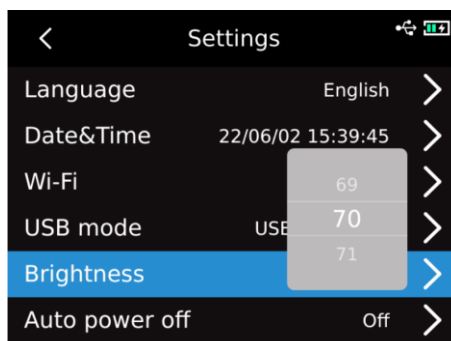 Settings
Language English
Date&Time 22/06/02 15:39:45
Wi-Fi 69
USB mode USB 70
Brightness 71
Auto power off Off